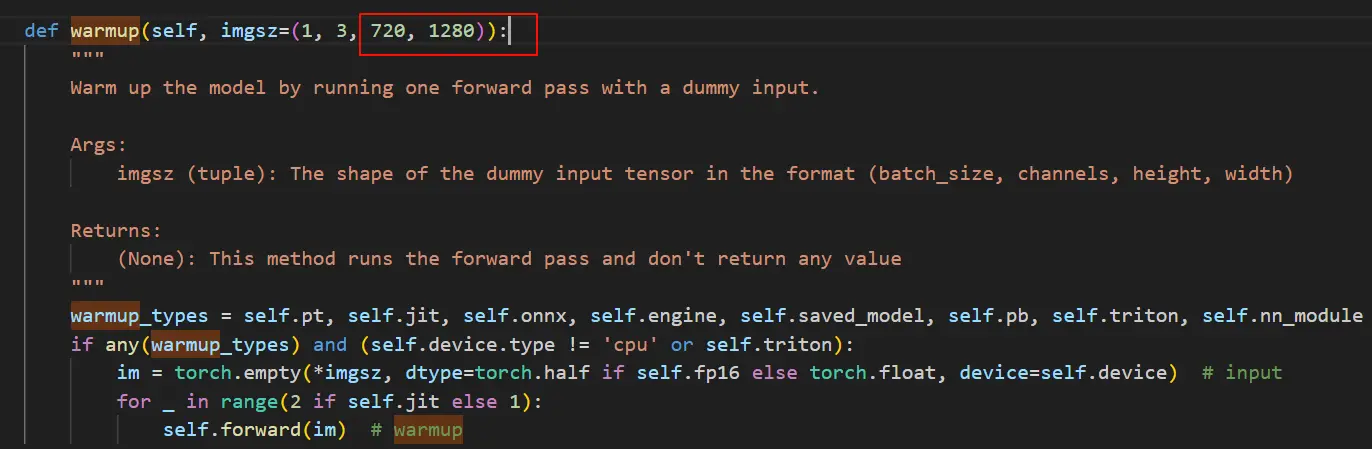 def warmup(self, imgsz=(1, 3, 720, 1280)):
"""
Warm up the model by running one forward pass with a dummy input.
Args:
imgsz (tuple): The shape of the dummy input tensor in the format (batch_size, channels, height, width)
Returns:
(None): This method runs the forward pass and don't return any value
"""
warmup_types = self.pt, self.jit, self.onnx, self.engine, self.saved_model, self.pb, self.triton, self.nn_module
if any(warmup_types) and (self.device.type != 'cpu' or self.triton):
im = torch.empty(*imgsz, dtype=torch.half if self.fp16 else torch.float, device=self.device)  # input
for _ in range(2 if self.jit else 1):
self.forward(im)  # warmup